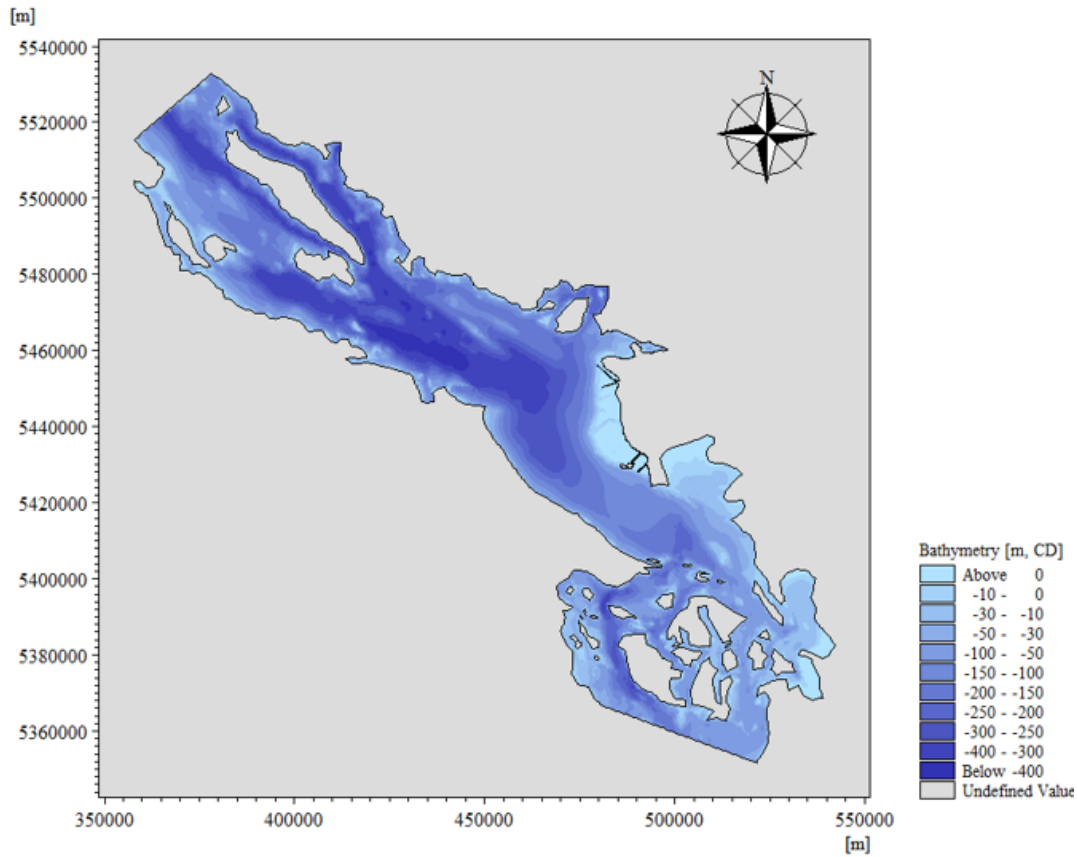 [m]
5540000
5520000
5500000
5480000
5460000
5440000
5420000
5400000
5380000
5360000
N
350000 400000 450000 500000 550000
[m]
Bathymetry [m, CD]
Above 0
-10 - 0
-30 - -10
-50 - -30
-100 - -50
-150 - -100
-200 - -150
-250 - -200
-300 - -250
-400 - -300
Below -400
Undefined Value